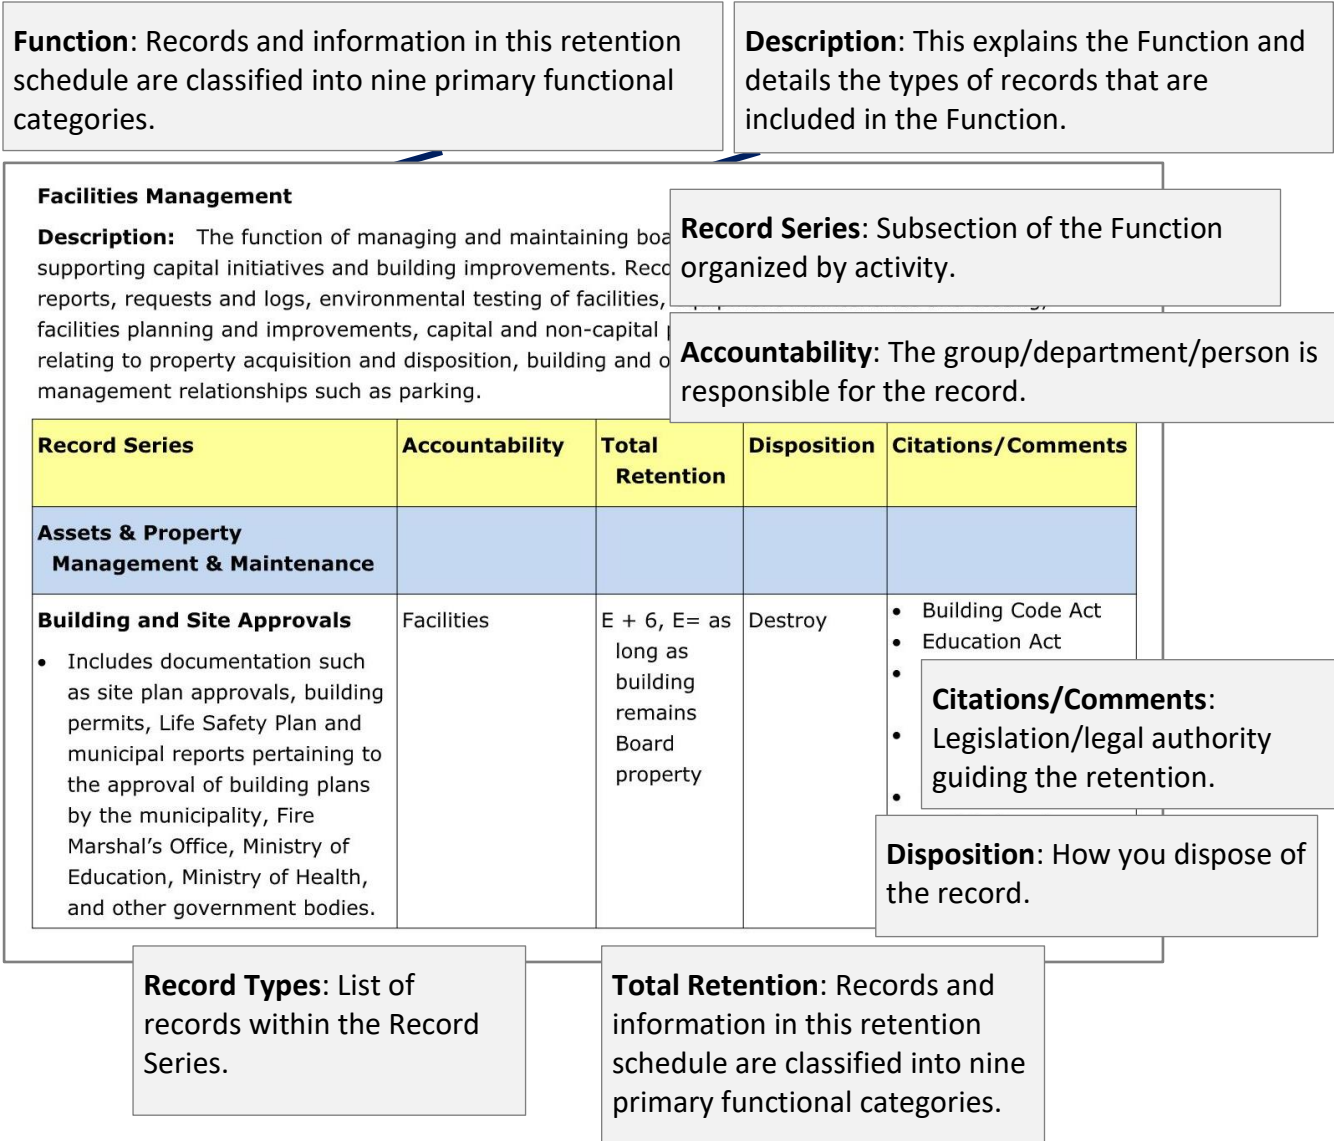 Function: Records and information in this retention
schedule are classified into nine primary functional
categories.
Description: This explains the Function and
details the types of records that are
included in the Function.
Facilities Management
Description: The function of managing and maintaining boa
supporting capital initiatives and building improvements. Reco
reports, requests and logs, environmental testing of facilities,
facilities planning and improvements, capital and non-capital
relating to property acquisition and disposition, building and o
management relationships such as parking.
Record Series: Subsection of the Function
organized by activity.
Accountability: The group/department/person is
responsible for the record.
Record Series
Accountability
Total
Retention
Disposition
Citations/Comments
Assets & Property
Management & Maintenance
Building and Site Approvals
• Includes documentation such
as site plan approvals, building
permits, Life Safety Plan and
municipal reports pertaining to
the approval of building plans
by the municipality, Fire
Marshal's Office, Ministry of
Education, Ministry of Health,
and other government bodies.
Facilities
E + 6, E= as
long as
building
remains
Board
property
Destroy
• Building Code Act
• Education Act
•
•
•
Citations/Comments:
Legislation/legal authority
guiding the retention.
Disposition: How you dispose of
the record.
Record Types: List of
records within the Record
Series.
Total Retention: Records and
information in this retention
schedule are classified into nine
primary functional categories.